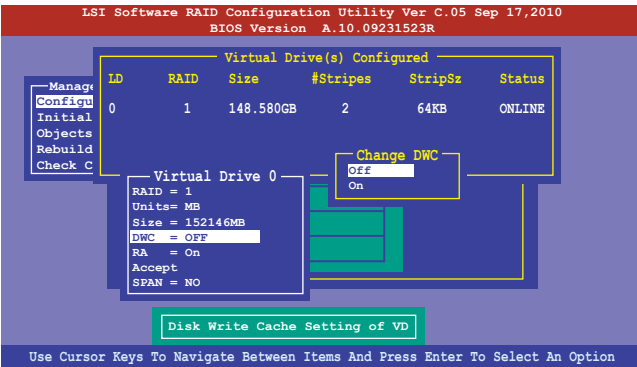 LSI Software RAID Configuration Utility Ver C.05 Sep 17,2010
BIOS Version A.10.09231523R
Virtual Drive(s) Configured
LD RAID Size #Stripes StripSz Status
0 1 148.580GB 2 64KB ONLINE
Manage
Configu
Initial
Objects
Rebuild
Check C
Change DWC
Off
On
Virtual Drive 0
RAID = 1
Units= MB
Size = 152146MB
DWC = OFF
RA = On
Accept
SPAN = NO
Disk Write Cache Setting of VD
Use Cursor Keys To Navigate Between Items And Press Enter To Select An Option